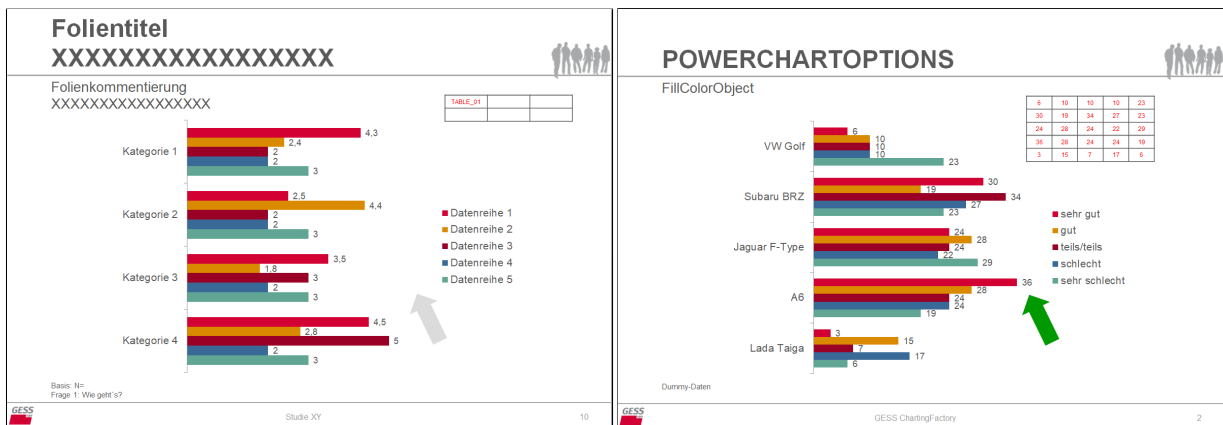 Folientitel
XXXXXXXXXXXXXXXXX
Folienkommentierung
XXXXXXXXXXXXXXXXX
TABLE_01
Kategorie 1
4,3
2,4
2
2
3
Kategorie 2
2,5
4,4
2
2
3
Kategorie 3
3,5
1,8
3
2
3
Kategorie 4
4,5
2,8
5
2
3
Datenreihe 1
Datenreihe 2
Datenreihe 3
Datenreihe 4
Datenreihe 5
Basis: N=
Frage 1: Wie geht`s?
GESS
Studie XY
10
POWERCHARTOPTIONS
FillColorObject
6 10 10 10 23
30 19 34 27 23
24 28 24 22 29
36 28 24 24 19
3 15 7 17 6
VW Golf
6
10
10
10
23
Subaru BRZ
30
19
34
27
23
Jaguar F-Type
24
28
24
22
29
A6
36
28
24
24
19
Lada Taiga
3
15
7
17
6
sehr gut
gut
teils/teils
schlecht
sehr schlecht
Dummy-Daten
GESS
GESS ChartingFactory
2